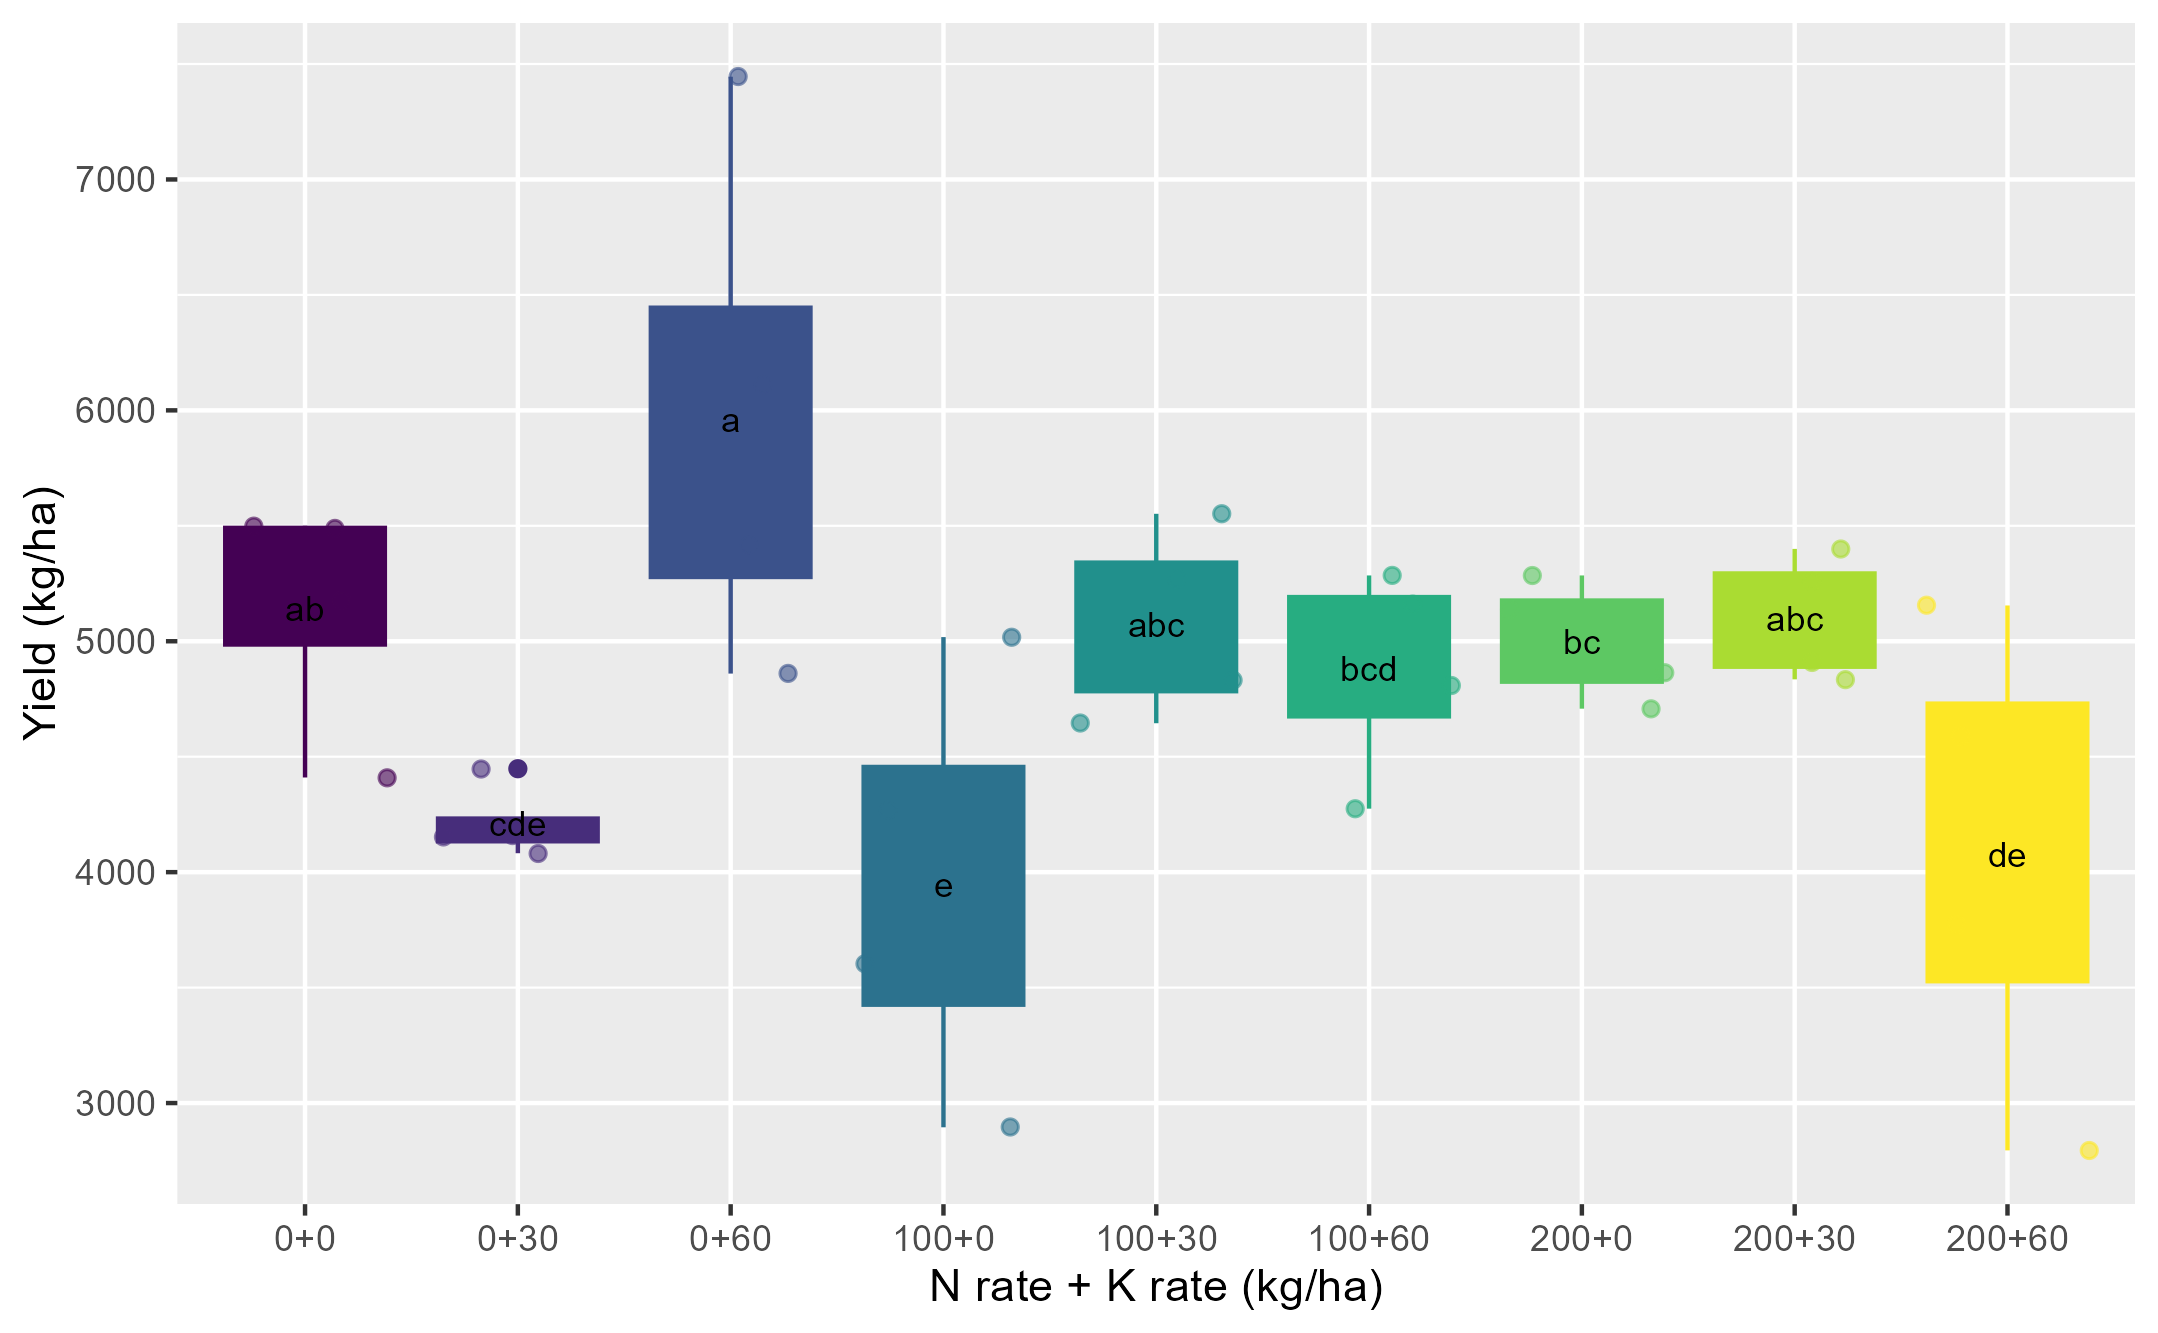 7000
6000
5000
4000
3000
Yield (kg/ha)
ab
cde
a
e
abc
bcd
bc
abc
de
0+0 0+30 0+60 100+0 100+30 100+60 200+0 200+30 200+60
N rate + K rate (kg/ha)